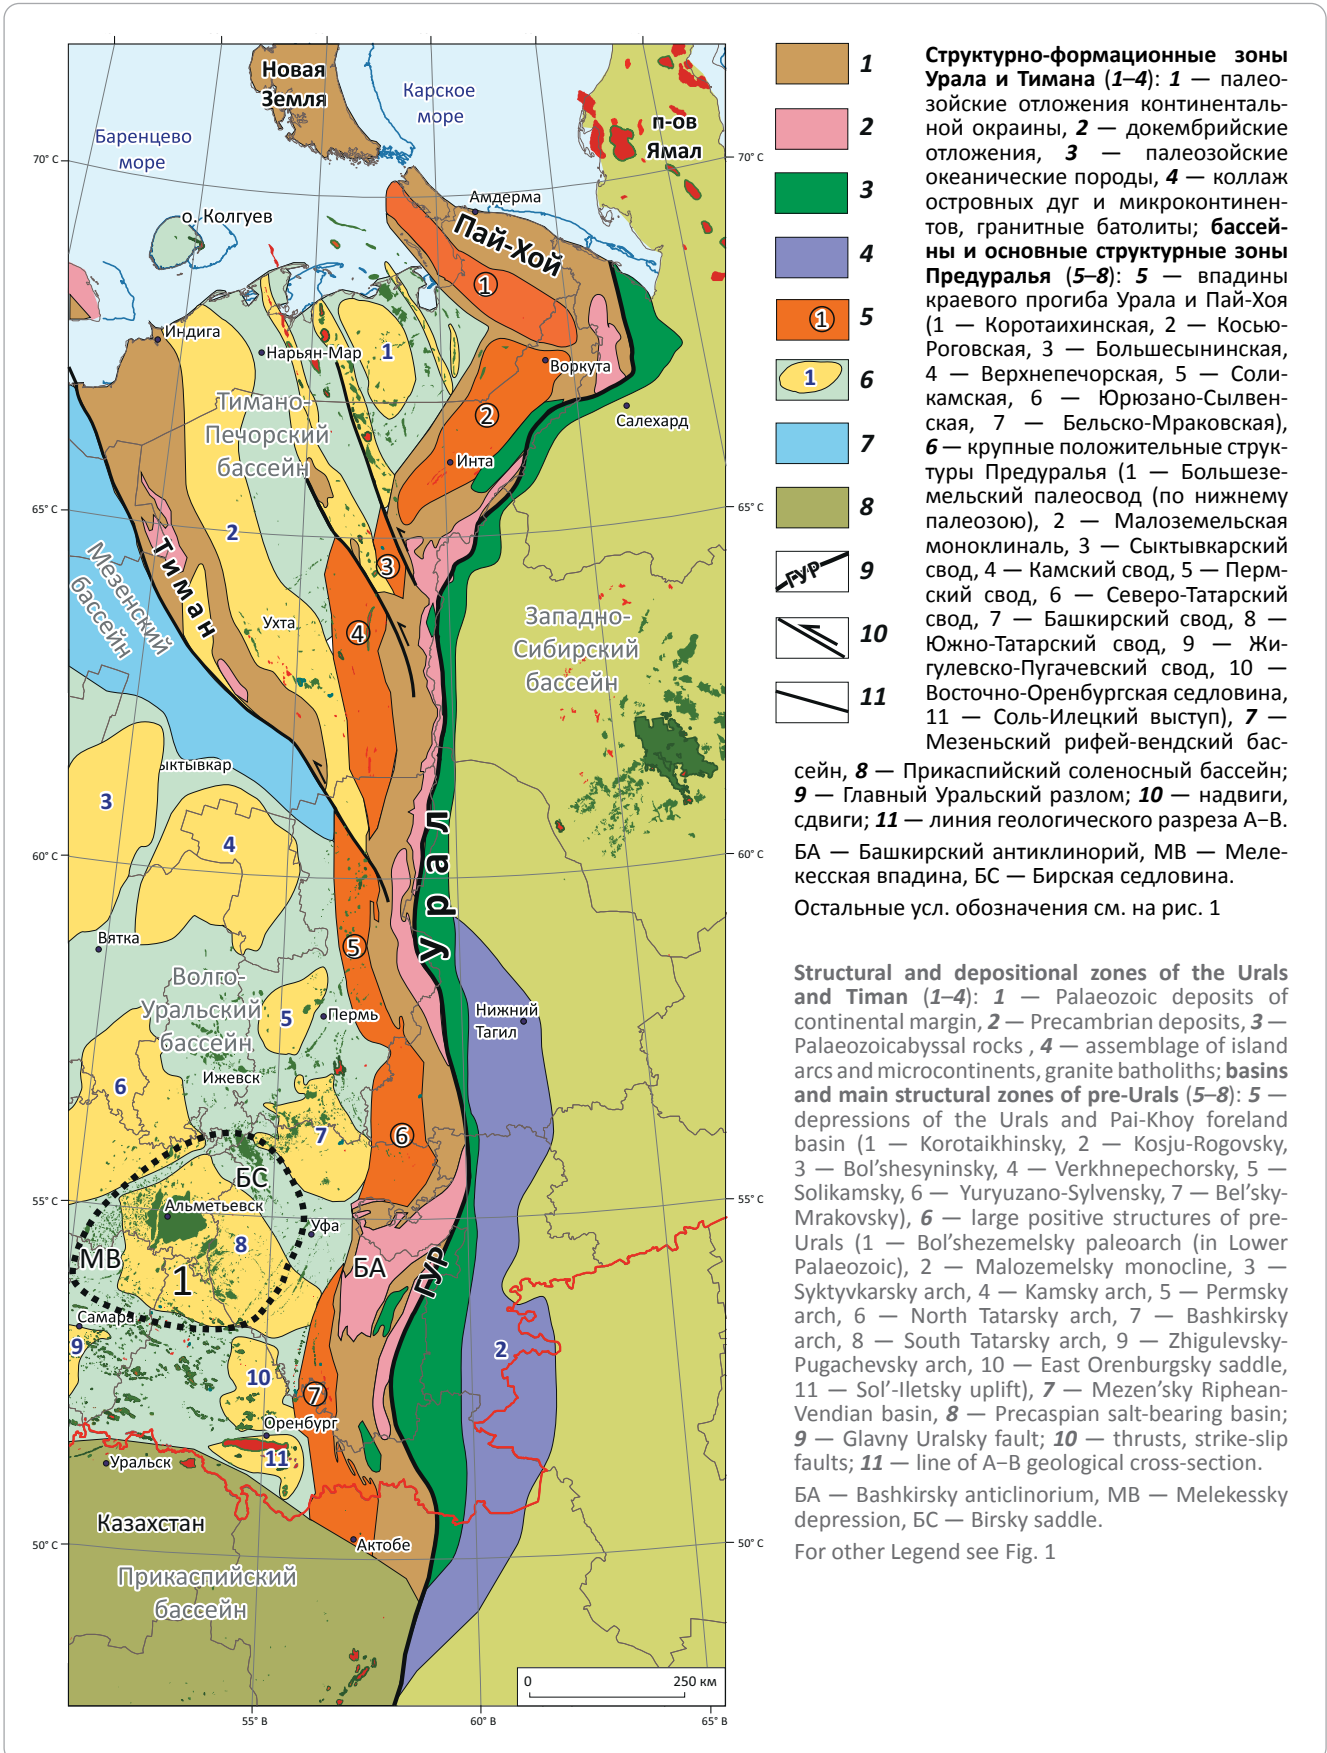 Новая
Земля
Карское
море
Баренцево
море
п-ов
Ямал
70° С
70° С
Амдерма
о. Колгуев
Пай-Хой
1
Индига
Нарьян-Мар
1
Воркута
Тимано-
Печорский
бассейн
2
Салехард
Инта
65° С
65° С
2
Мезенский
бассейн
Тиман
3
Ухта
4
Западно-
Сибирский
бассейн
ыктывкар
3
4
Урал
60° С
60° С
Вятка
5
Волго-
Уральский
бассейн
5
Пермь
Нижний
Тагил
6
Ижевск
7
6
БС
55° С
55° С
Альметьевск
Уфа
8
МВ
1
БА
ГУР
Самара
9
2
10
7
Оренбург
11
Уральск
Казахстан
Актобе
50° С
50° С
Прикаспийский
бассейн
0 250 км
55° В
60° В
65° В
1
2
3
4
1 5
1 6
7
8
ГУР 9
10
11
Структурно-формационные зоны
Урала и Тимана (1–4): 1 — палео-
зойские отложения континенталь-
ной окраины, 2 — докембрийские
отложения, 3 — палеозойские
океанические породы, 4 — коллаж
островных дуг и микроконтинен-
тов, гранитные батолиты; бассей-
ны и основные структурные зоны
Предуралья (5–8): 5 — впадины
краевого прогиба Урала и Пай-Хоя
(1 — Коротаихинская, 2 — Косью-
Роговская, 3 — Большесынинская,
4 — Верхнепечорская, 5 — Соли-
камская, 6 — Юрюзано-Сылвен-
ская, 7 — Бельско-Мраковская),
6 — крупные положительные струк-
туры Предуралья (1 — Большезе-
мельский палеосвод (по нижнему
палеозою), 2 — Малоземельская
моноклиналь, 3 — Сыктывкарский
свод, 4 — Камский свод, 5 — Перм-
ский свод, 6 — Северо-Татарский
свод, 7 — Башкирский свод, 8 —
Южно-Татарский свод, 9 — Жи-
гулевско-Пугачевский свод, 10 —
Восточно-Оренбургская седловина,
11 — Соль-Илецкий выступ), 7 —
Мезеньский рифей-вендский бас-
сейн, 8 — Прикаспийский соленосный бассейн;
9 — Главный Уральский разлом; 10 — надвиги,
сдвиги; 11 — линия геологического разреза А–В.
БА — Башкирский антиклинорий, МВ — Меле-
кесская впадина, БС — Бирская седловина.
Остальные усл. обозначения см. на рис. 1
Structural and depositional zones of the Urals
and Timan (1–4): 1 — Palaeozoic deposits of
continental margin, 2 — Precambrian deposits, 3 —
Palaeozoicabyssal rocks , 4 — assemblage of island
arcs and microcontinents, granite batholiths; basins
and main structural zones of pre-Urals (5–8): 5 —
depressions of the Urals and Pai-Khoy foreland
basin (1 — Korotaikhinsky, 2 — Kosju-Rogovsky,
3 — Bol’shesyninsky, 4 — Verkhnepechorsky, 5 —
Solikamsky, 6 — Yuryuzano-Sylvensky, 7 — Bel’sky-
Mrakovsky), 6 — large positive structures of pre-
Urals (1 — Bol’shezemelsky paleoarch (in Lower
Palaeozoic), 2 — Malozemelsky monocline, 3 —
Syktyvkarsky arch, 4 — Kamsky arch, 5 — Permsky
arch, 6 — North Tatarsky arch, 7 — Bashkirsky
arch, 8 — South Tatarsky arch, 9 — Zhigulevsky-
Pugachevsky arch, 10 — East Orenburgsky saddle,
11 — Sol’-Iletsky uplift), 7 — Mezen’sky Riphean-
Vendian basin, 8 — Precaspian salt-bearing basin;
9 — Glavny Uralsky fault; 10 — thrusts, strike-slip
faults; 11 — line of A–B geological cross-section.
БА — Bashkirsky anticlinorium, МВ — Melekessky
depression, БС — Birsky saddle.
For other Legend see Fig. 1